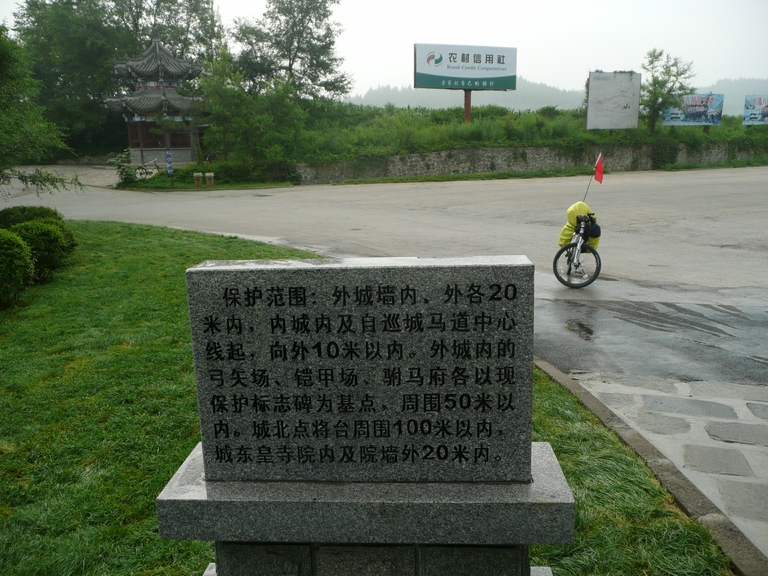 农村信用社
Rural Credit Cooperatives
保护范围：外城墙内、外各20
米内，内城内及自巡城马道中心
线起，向外10米以内。外城内的
弓矢场、铠甲场、驸马府各以现
保护标志碑为基点，周围50米以
内。城北点将台周围100米以内，
城东皇寺院内及院墙外20米内。